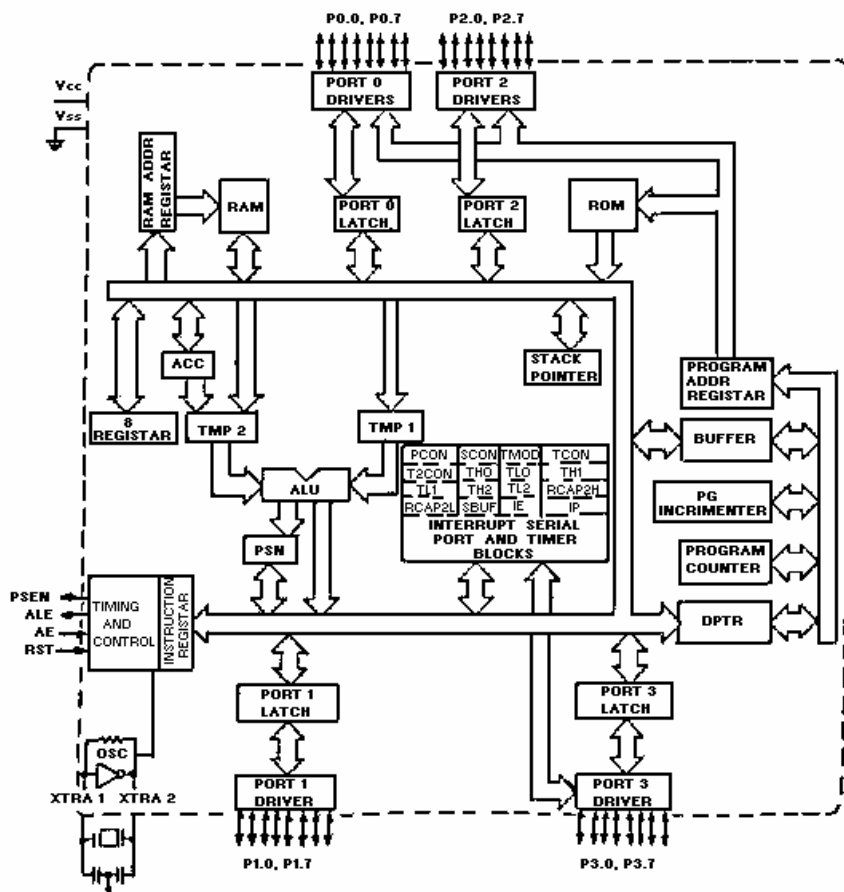 P0.0, P0.7 P2.0, P2.7
PORT 0
DRIVERS
PORT 2
DRIVERS
Vcc
Vss
RAM ADDR
REGISTAR
RAM
PORT 0
LATCH
PORT 2
LATCH
ROM
ACC
STACK
POINTER
PROGRAM
ADDR
REGISTAR
8
REGISTAR
TMP 2
TMP 1
BUFFER
PCON SCON TMOD TCON
T2CON TH0 TLO TH1
TL1 TH2 TL2 RCAP2H
RCAP2L SBUF IE IP
INTERRUPT SERIAL
PORT AND TIMER
BLOCKS
ALU
PG
INCRIMENTER
PSN
PROGRAM
COUNTER
PSEN
ALE
AE
RST
TIMING
AND
CONTROL
INSTRUCTION
REGISTAR
DPTR
PORT 1
LATCH
PORT 3
LATCH
OSC
XTRA 1 XTRA 2
PORT 1
DRIVER
PORT 3
DRIVER
P1.0, P1.7
P3.0, P3.7